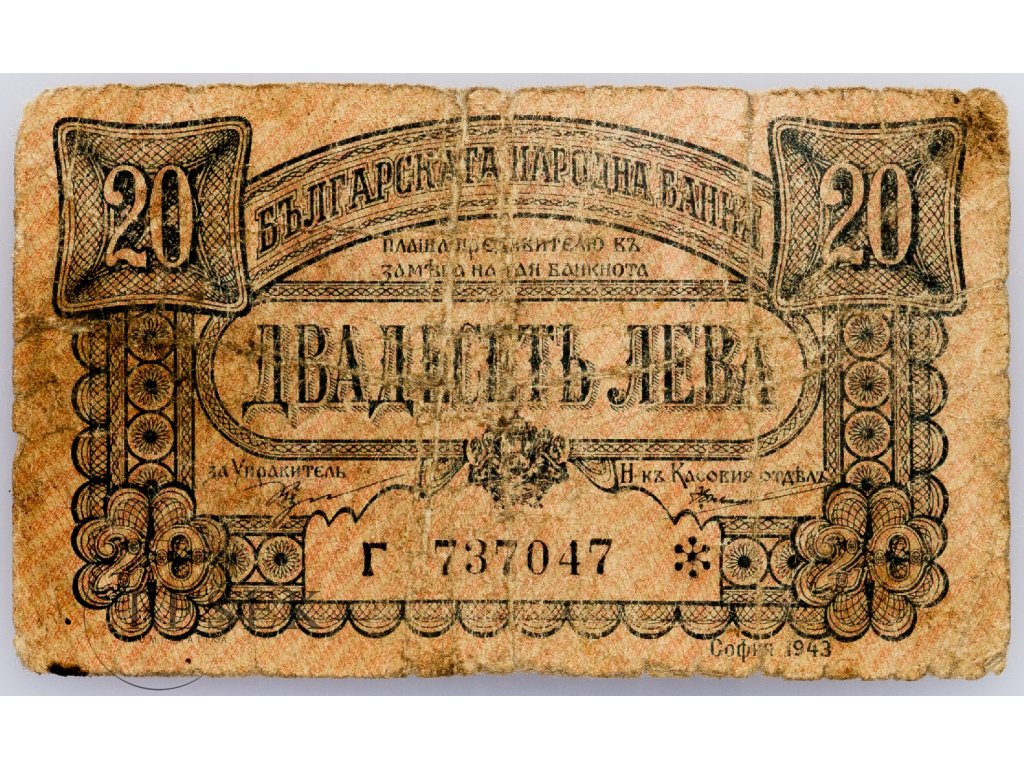 20 20
БЪЛГАРСКАТА НАРОДНА БАНКА
ПЛАЩА ПРЕДЯВИТЕЛЮ КЪ
ЗАМѢНА НА ТАЯ БАНКНОТА
ДВАДЕСЕТЬ ЛЕВА
ЗА УПРАВИТЕЛЬ Н-КЪ КАСОВИЯ ОТДѢЛЪ
Г 737047
20 20
София 1943